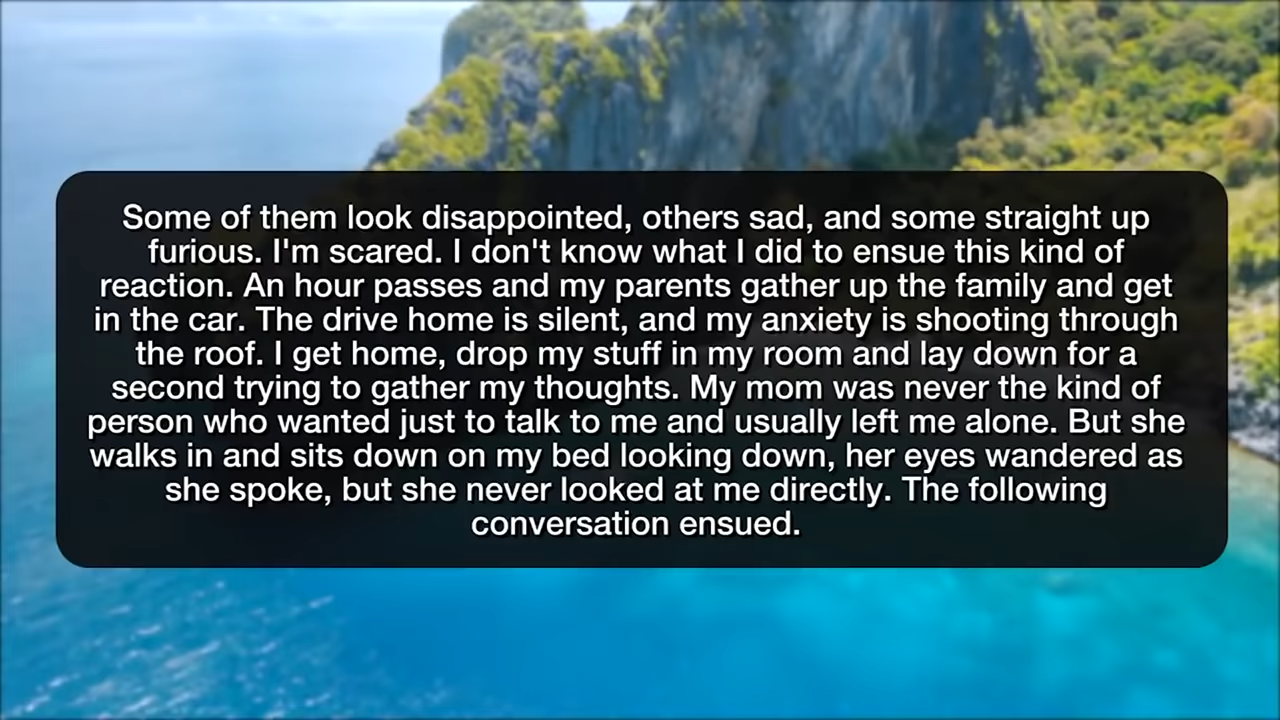 Some of them look disappointed, others sad, and some straight up
furious. I'm scared. I don't know what I did to ensue this kind of
reaction. An hour passes and my parents gather up the family and get
in the car. The drive home is silent, and my anxiety is shooting through
the roof. I get home, drop my stuff in my room and lay down for a
second trying to gather my thoughts. My mom was never the kind of
person who wanted just to talk to me and usually left me alone. But she
walks in and sits down on my bed looking down, her eyes wandered as
she spoke, but she never looked at me directly. The following
conversation ensued.